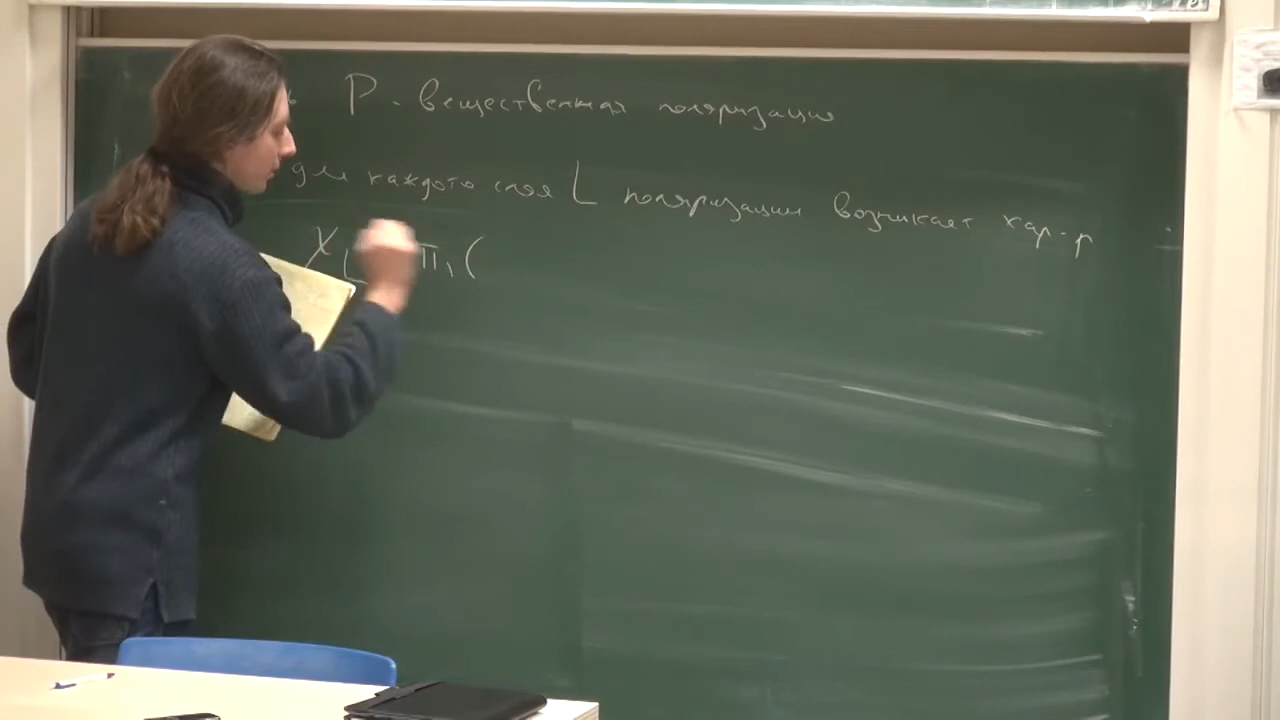 P - вещественная поляризация
для каждого слоя L поляризации возникает хар-р
χ L π₁ (